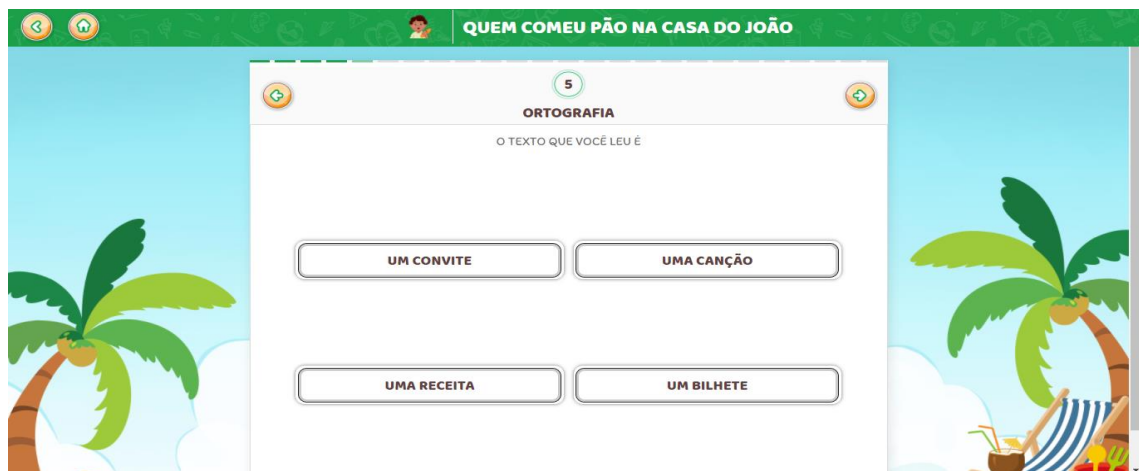 QUEM COMEU PÃO NA CASA DO JOÃO
5
ORTOGRAFIA
O TEXTO QUE VOCÊ LEU É
UM CONVITE
UMA CANÇÃO
UMA RECEITA
UM BILHETE